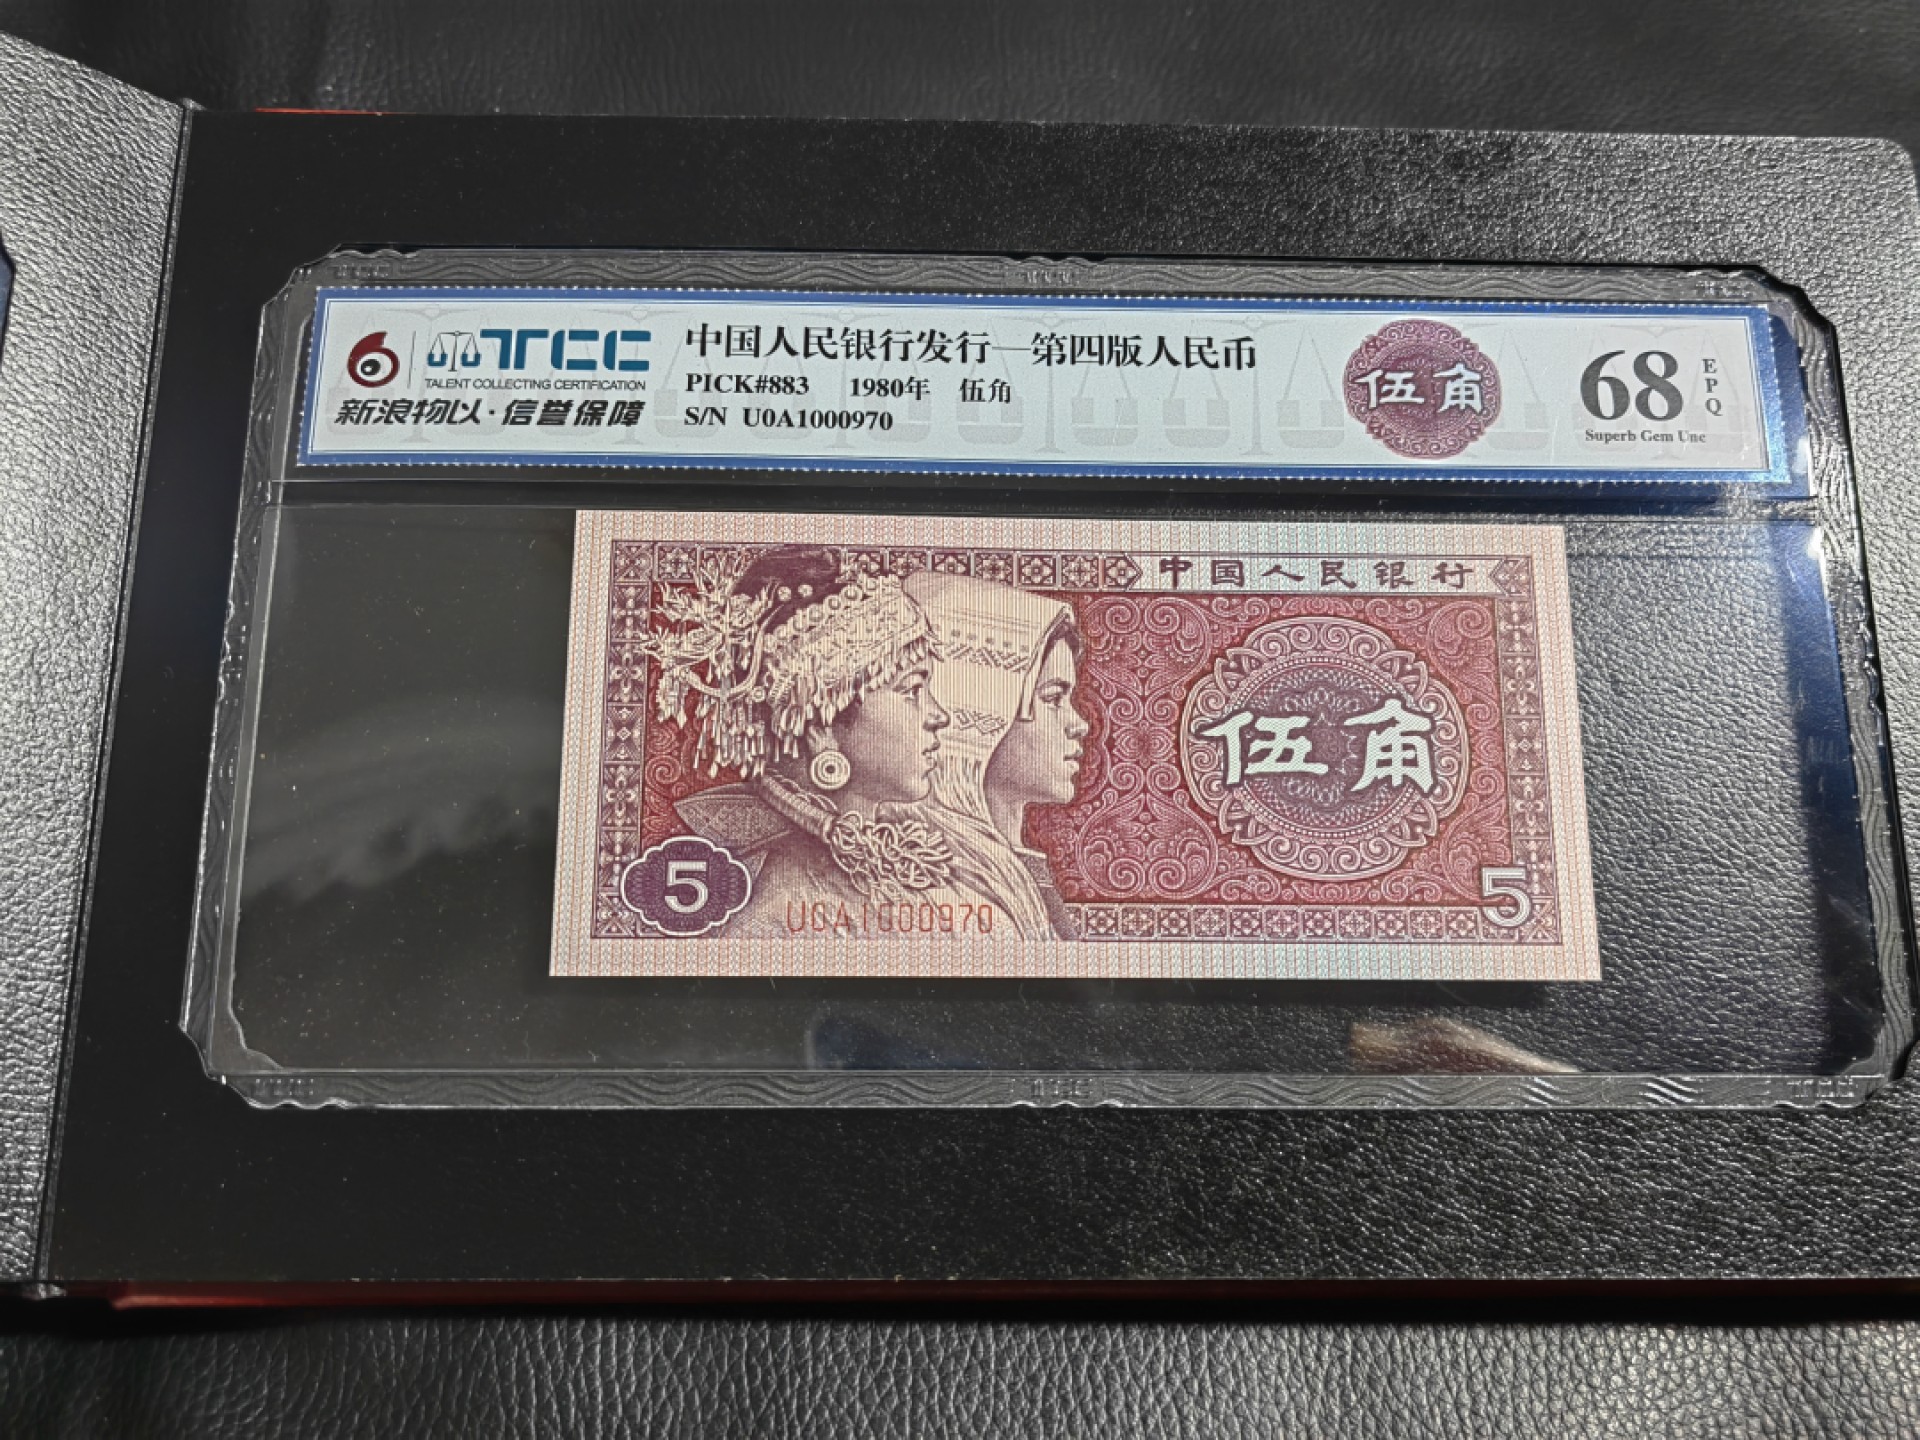 TCC
TALENT COLLECTING CERTIFICATION
新浪物以·信誉保障
中国人民银行发行—第四版人民币
PICK#883 1980年 伍角
S/N U0A1000970
伍角
68
EPQ
Superb Gem Unc
中国人民银行
伍角
5
U0A1000970
5